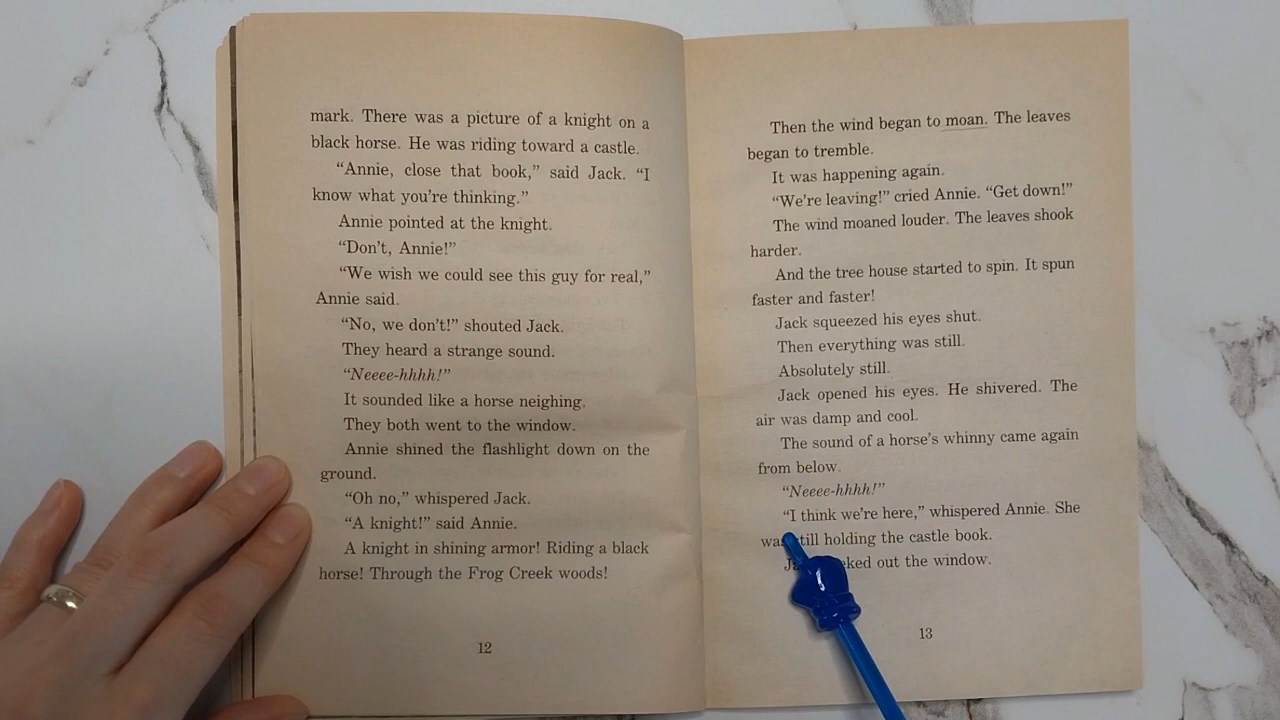 mark. There was a picture of a knight on a
black horse. He was riding toward a castle.
“Annie, close that book,” said Jack. “I
know what you're thinking.”
Annie pointed at the knight.
“Don't, Annie!”
“We wish we could see this guy for real,”
Annie said.
“No, we don't!” shouted Jack.
They heard a strange sound.
“Neeee-hhhh!”
It sounded like a horse neighing.
They both went to the window.
Annie shined the flashlight down on the
ground.
“Oh no,” whispered Jack.
“A knight!” said Annie.
A knight in shining armor! Riding a black
horse! Through the Frog Creek woods!
12
Then the wind began to moan. The leaves
began to tremble.
It was happening again.
“We're leaving!” cried Annie. “Get down!”
The wind moaned louder. The leaves shook
harder.
And the tree house started to spin. It spun
faster and faster!
Jack squeezed his eyes shut.
Then everything was still.
Absolutely still.
Jack opened his eyes. He shivered. The
air was damp and cool.
The sound of a horse's whinny came again
from below.
“Neeee-hhhh!”
“I think we're here,” whispered Annie. She
was still holding the castle book.
out the window.
13